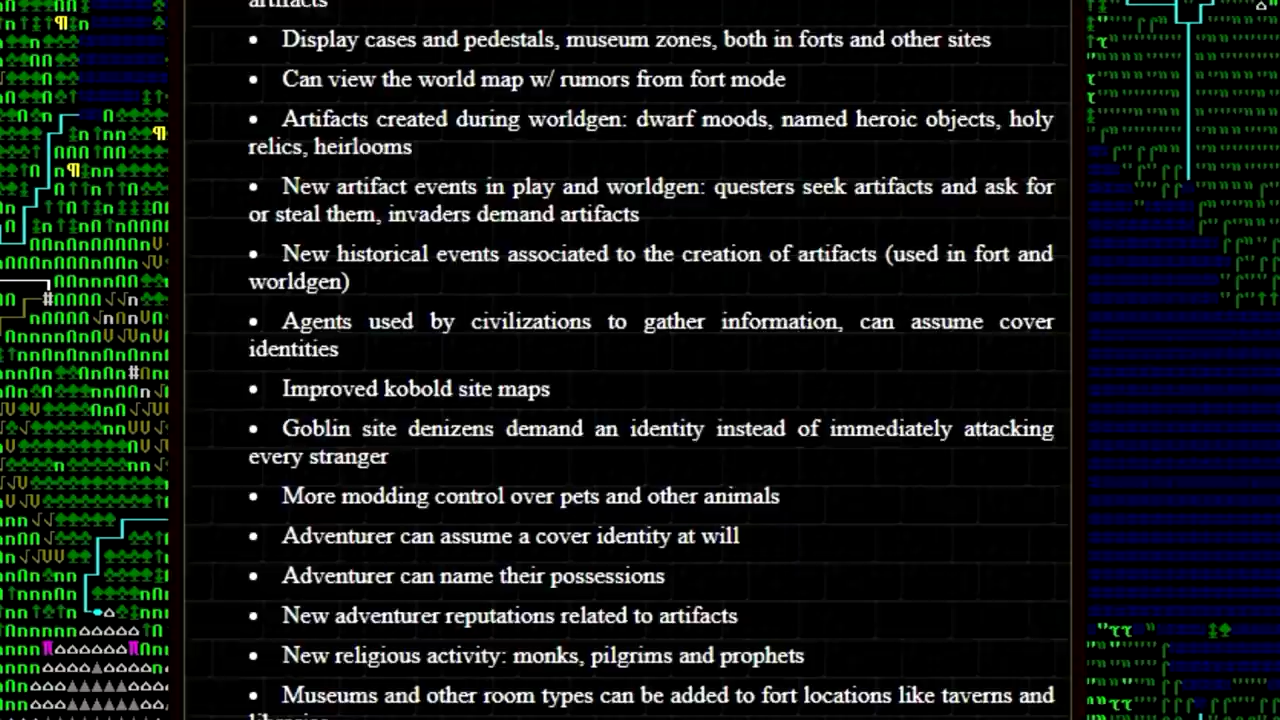 artifacts
• Display cases and pedestals, museum zones, both in forts and other sites
• Can view the world map w/ rumors from fort mode
• Artifacts created during worldgen: dwarf moods, named heroic objects, holy
relics, heirlooms
• New artifact events in play and worldgen: questers seek artifacts and ask for
or steal them, invaders demand artifacts
• New historical events associated to the creation of artifacts (used in fort and
worldgen)
• Agents used by civilizations to gather information, can assume cover
identities
• Improved kobold site maps
• Goblin site denizens demand an identity instead of immediately attacking
every stranger
• More modding control over pets and other animals
• Adventurer can assume a cover identity at will
• Adventurer can name their possessions
• New adventurer reputations related to artifacts
• New religious activity: monks, pilgrims and prophets
• Museums and other room types can be added to fort locations like taverns and